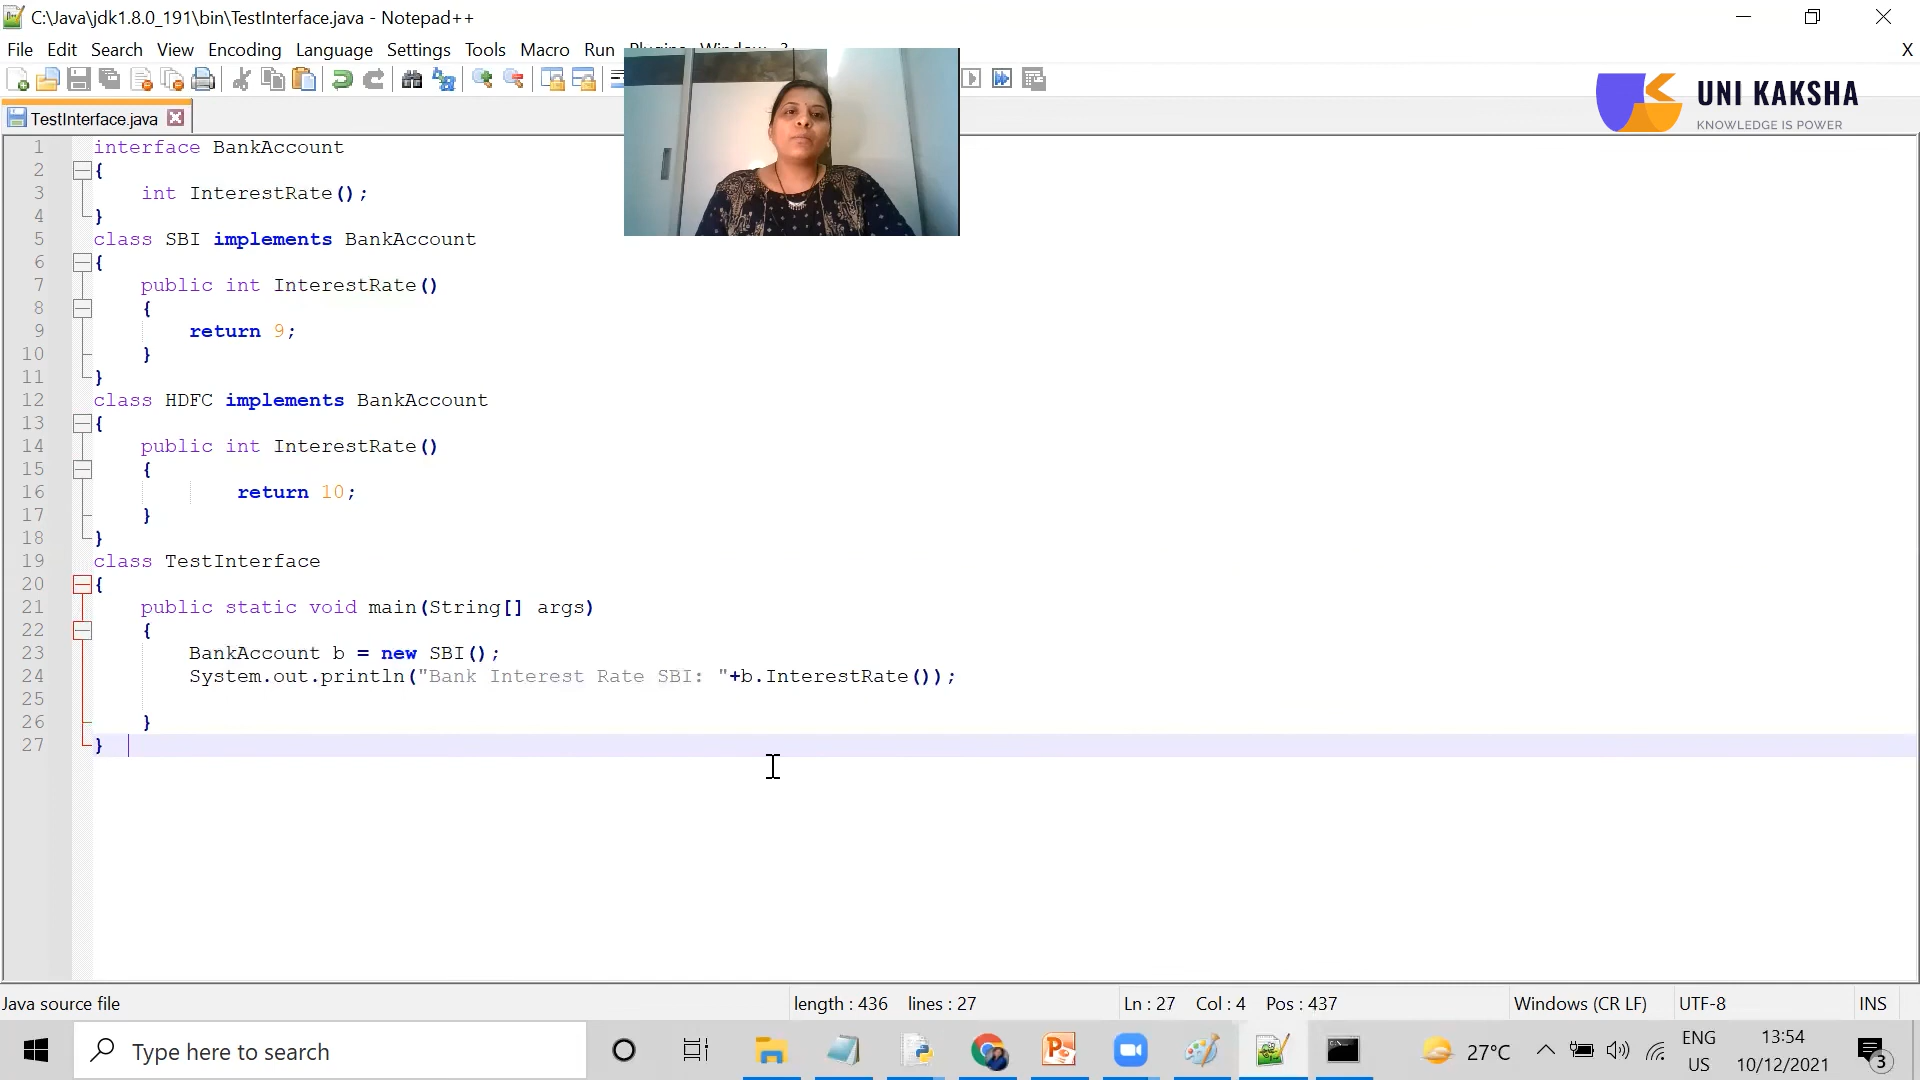 C:\Java\jdk1.8.0_191\bin\TestInterface.java - Notepad++
File Edit Search View Encoding Language Settings Tools Macro Run Plugins Window ?
X
UNI KAKSHA
KNOWLEDGE IS POWER
TestInterface.java
1 interface BankAccount
2 {
3 int InterestRate();
4 }
5 class SBI implements BankAccount
6 {
7 public int InterestRate()
8 {
9 return 9;
10 }
11 }
12 class HDFC implements BankAccount
13 {
14 public int InterestRate()
15 {
16 return 10;
17 }
18 }
19 class TestInterface
20 {
21 public static void main(String[] args)
22 {
23 BankAccount b = new SBI();
24 System.out.println("Bank Interest Rate SBI: "+b.InterestRate());
25
26 }
27 }
Java source file length : 436 lines : 27 Ln : 27 Col : 4 Pos : 437 Windows (CR LF) UTF-8 INS
Type here to search
27°C
ENG
US
13:54
10/12/2021
3